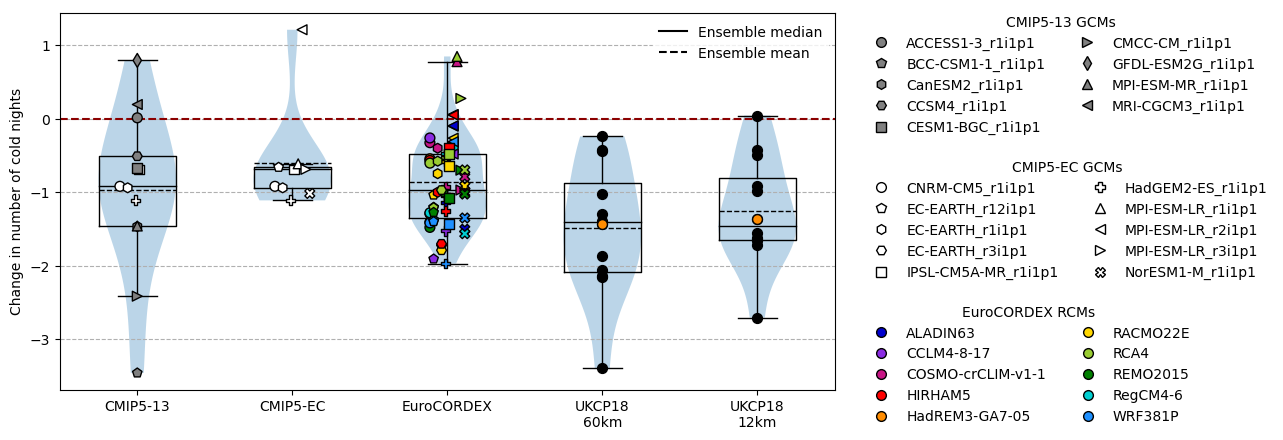 Change in number of cold nights
1
0
−1
−2
−3
Ensemble median
Ensemble mean
CMIP5-13
CMIP5-EC
EuroCORDEX
UKCP18
60km
UKCP18
12km
CMIP5-13 GCMs
ACCESS1-3_r1i1p1
BCC-CSM1-1_r1i1p1
CanESM2_r1i1p1
CCSM4_r1i1p1
CESM1-BGC_r1i1p1
CMCC-CM_r1i1p1
GFDL-ESM2G_r1i1p1
MPI-ESM-MR_r1i1p1
MRI-CGCM3_r1i1p1
CMIP5-EC GCMs
CNRM-CM5_r1i1p1
EC-EARTH_r12i1p1
EC-EARTH_r1i1p1
EC-EARTH_r3i1p1
IPSL-CM5A-MR_r1i1p1
HadGEM2-ES_r1i1p1
MPI-ESM-LR_r1i1p1
MPI-ESM-LR_r2i1p1
MPI-ESM-LR_r3i1p1
NorESM1-M_r1i1p1
EuroCORDEX RCMs
ALADIN63
CCLM4-8-17
COSMO-crCLIM-v1-1
HIRHAM5
HadREM3-GA7-05
RACMO22E
RCA4
REMO2015
RegCM4-6
WRF381P